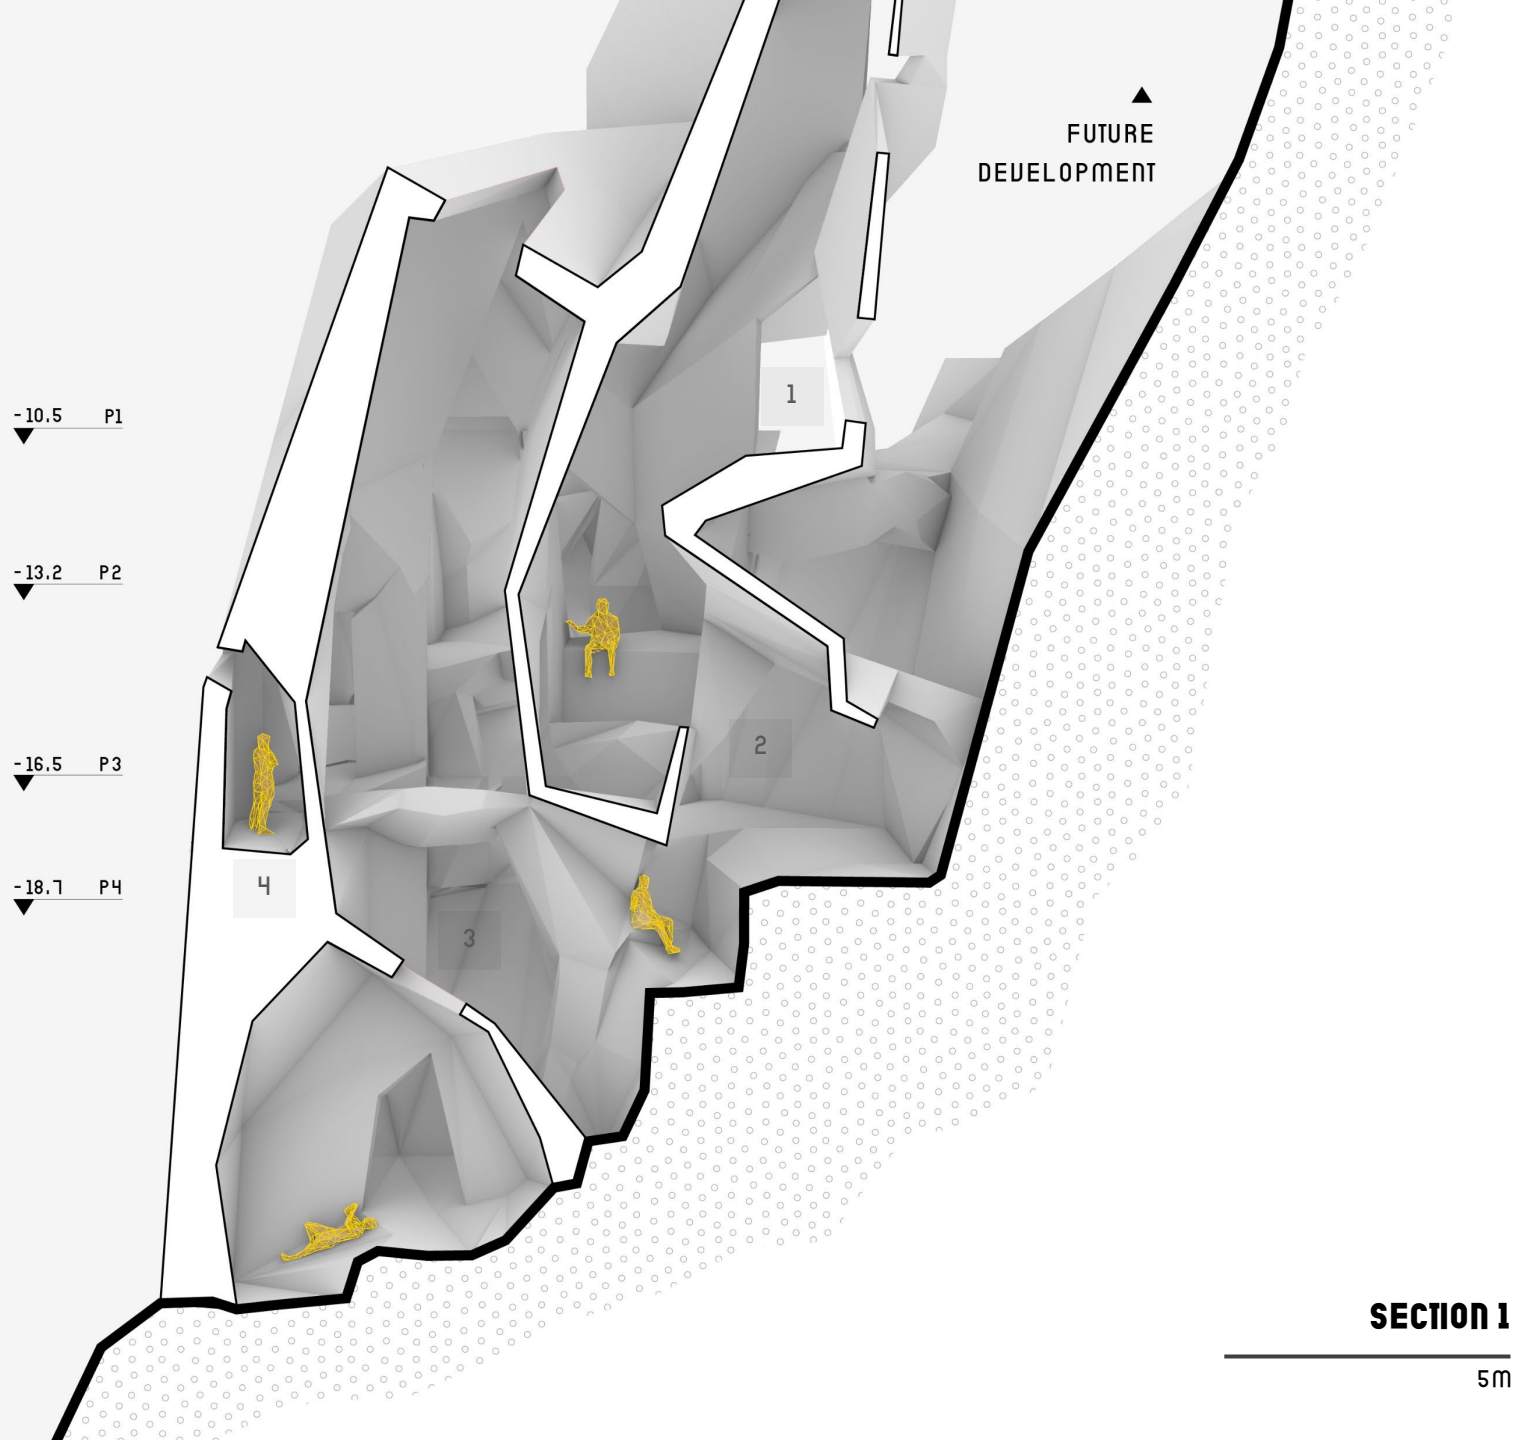 ▲
FUTURE
DEVELOPMENT
1
-10.5 P1
-13.2 P2
2
-16.5 P3
-18.7 P4
4
3
SECTION 1
5M